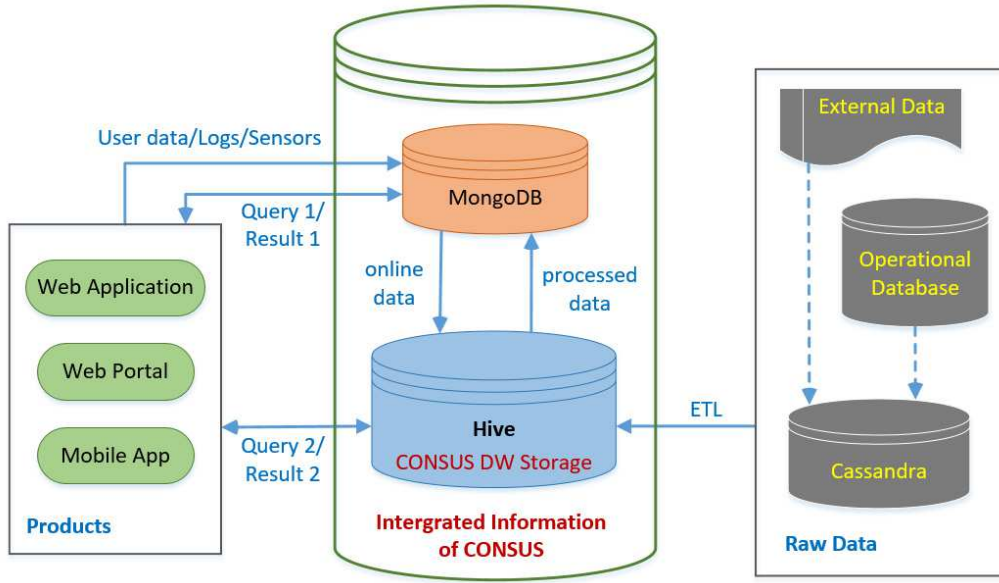 User data/Logs/Sensors
Query 1/
Result 1
Web Application
Web Portal
Mobile App
Products
Query 2/
Result 2
MongoDB
online
data
processed
data
Hive
CONSUS DW Storage
Intergrated Information
of CONSUS
ETL
External Data
Operational
Database
Cassandra
Raw Data